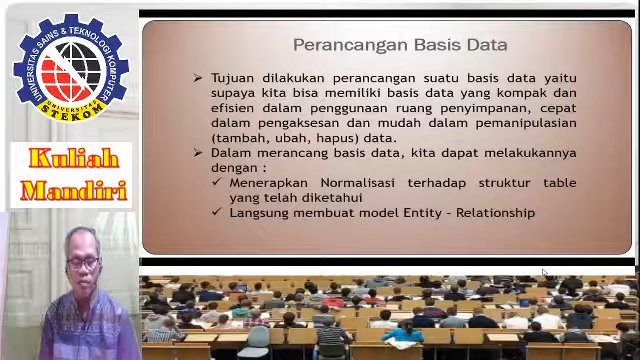 UNIVERSITAS SAINS & TEKNOLOGI KOMPUTER
UNIVERSITAS
STEKOM
Kuliah
Mandiri
Perancangan Basis Data
➤ Tujuan dilakukan perancangan suatu basis data yaitu
supaya kita bisa memiliki basis data yang kompak dan
efisien dalam penggunaan ruang penyimpanan, cepat
dalam pengaksesan dan mudah dalam pemanipulasian
(tambah, ubah, hapus) data.
➤ Dalam merancang basis data, kita dapat melakukannya
dengan :
✓ Menerapkan Normalisasi terhadap struktur table
yang telah diketahui
✓ Langsung membuat model Entity – Relationship